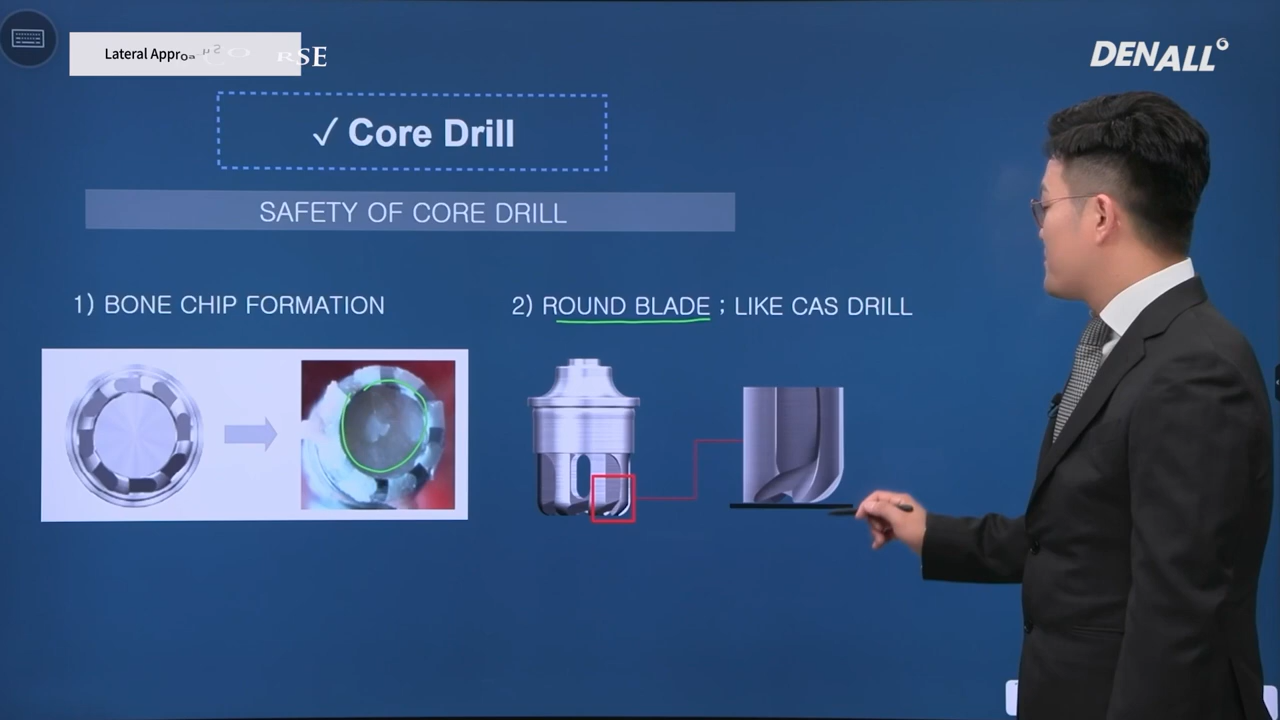 Lateral Appro
RSE
DENALL
✓ Core Drill
SAFETY OF CORE DRILL
1) BONE CHIP FORMATION
2) ROUND BLADE ; LIKE CAS DRILL